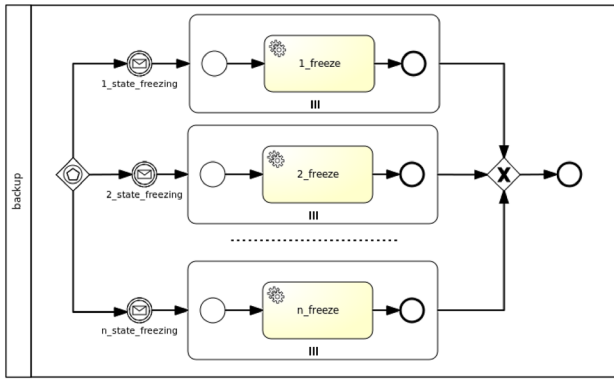 backup
1_state_freezing
1_freeze
2_state_freezing
2_freeze
n_state_freezing
n_freeze